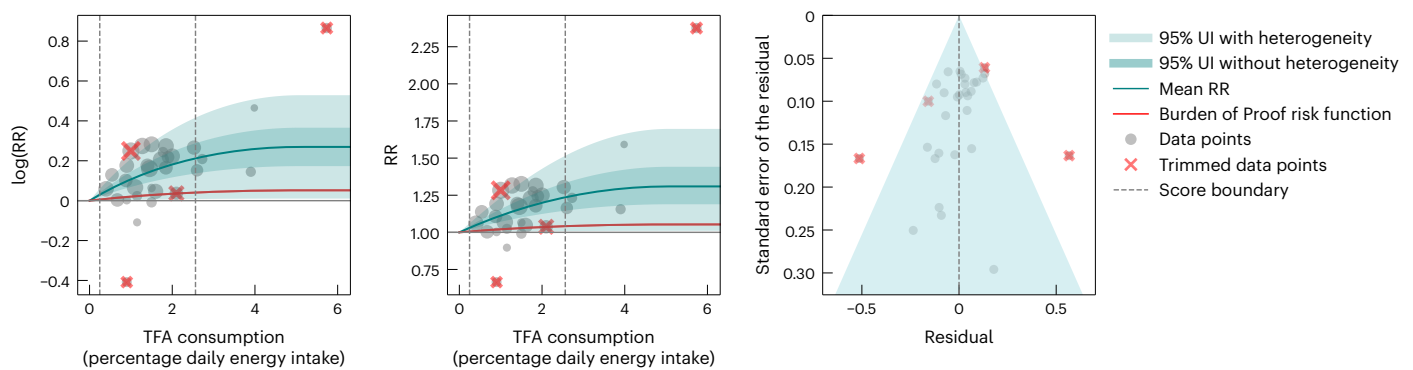 log(RR)
0.8
0.6
0.4
0.2
0
−0.2
−0.4
0 2 4 6
TFA consumption
(percentage daily energy intake)
RR
2.25
2.00
1.75
1.50
1.25
1.00
0.75
0 2 4 6
TFA consumption
(percentage daily energy intake)
Standard error of the residual
0
0.05
0.10
0.15
0.20
0.25
0.30
−0.5 0 0.5
Residual
95% UI with heterogeneity
95% UI without heterogeneity
Mean RR
Burden of Proof risk function
Data points
Trimmed data points
Score boundary